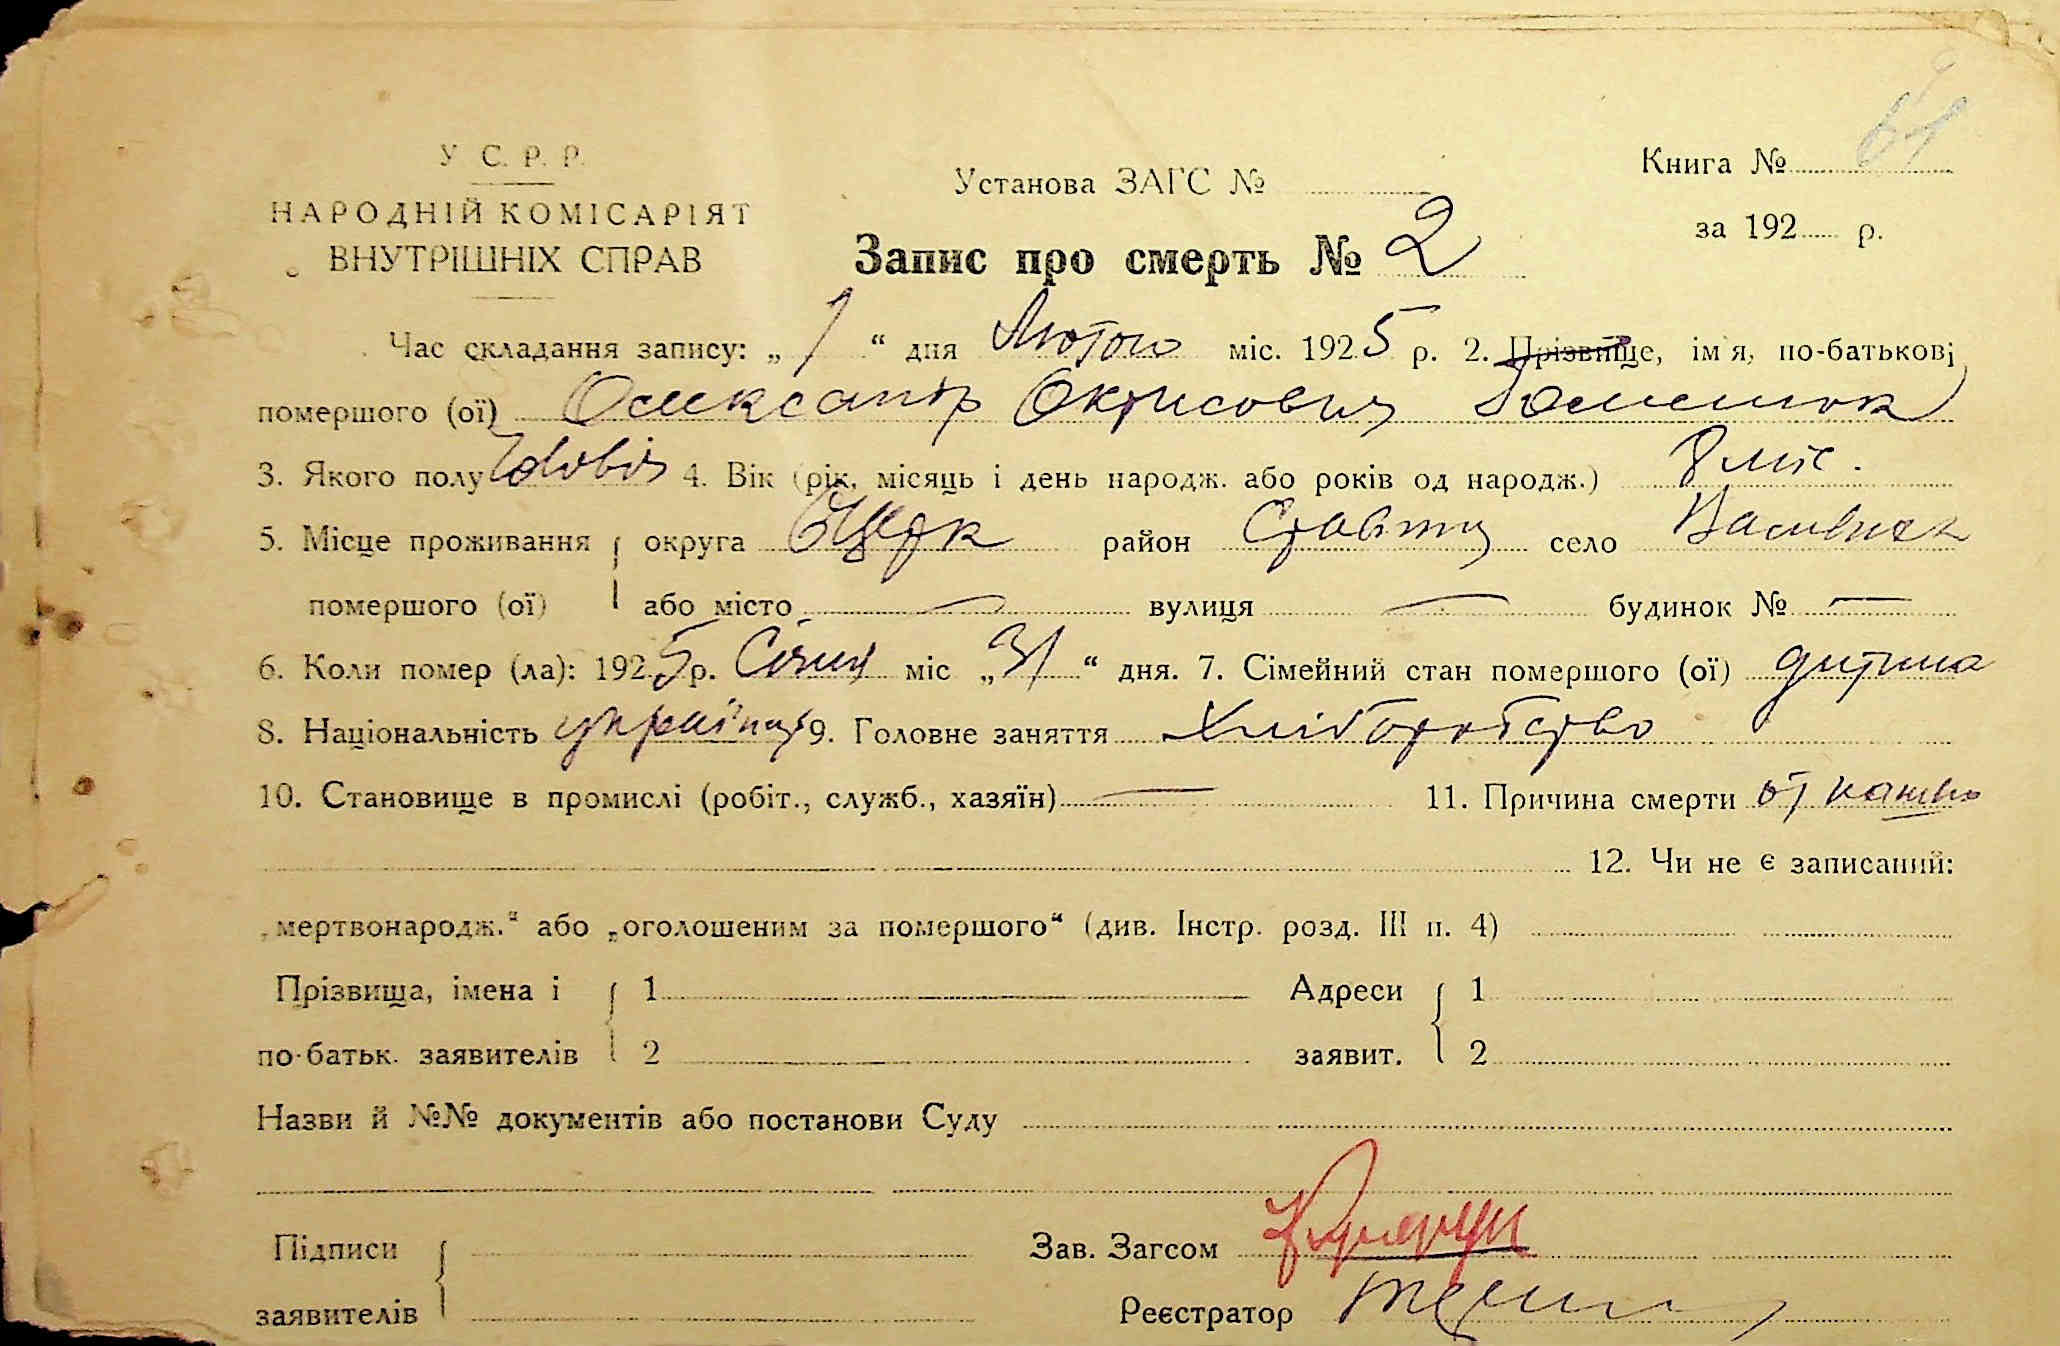 У С. Р. Р.
НАРОДНІЙ КОМІСАРІЯТ
ВНУТРІШНІХ СПРАВ
Установа ЗАГС №
Книга №
за 192 р.
Запис про смерть № 2
Час складання запису: „ 1 “ дня Лютого міс. 1925 р. 2. Прізвище, ім'я, по-батькові
помершого (ої) Олександр
3. Якого полу 4. Вік (рік, місяць і день народж. або років од народж.) 8 міс.
5. Місце проживання округа БЦерк район Ставищ село
помершого (ої) або місто — вулиця — будинок № —
6. Коли помер (ла): 1925 р. Січня міс „31“ дня. 7. Сімейний стан помершого (ої) дитина
8. Національність україн 9. Головне заняття Хліборобство
10. Становище в промислі (робіт., служб., хазяїн) — 11. Причина смерти от кашлю
12. Чи не є записаний:
„мертвонародж.“ або „оголошеним за помершого“ (див. Інстр. розд. III п. 4)
Прізвища, імена і 1 Адреси 1
по-батьк. заявителів 2 заявит. 2
Назви й №№ документів або постанови Суду
Підписи Зав. Загсом
заявителів Реєстратор